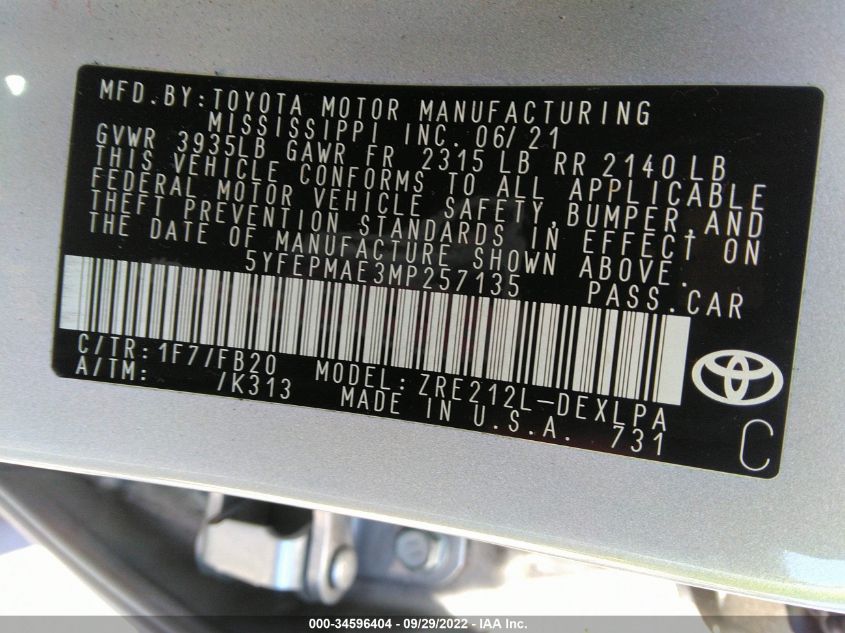 MFD.BY:TOYOTA MOTOR MANUFACTURING
MISSISSIPPI INC. 06/21
GVWR 3935LB GAWR FR 2315LB RR 2140LB
THIS VEHICLE CONFORMS TO ALL APPLICABLE
FEDERAL MOTOR VEHICLE SAFETY,BUMPER,AND
THEFT PREVENTION STANDARDS IN EFFECT ON
THE DATE OF MANUFACTURE SHOWN ABOVE.
5YFEPMAE3MP257135 PASS.CAR
C/TR:1F7/FB20 MODEL:ZRE212L-DEXLPA
A/TM: /K313 MADE IN U.S.A. 731
C
000-34596404 - 09/29/2022 - IAA Inc.